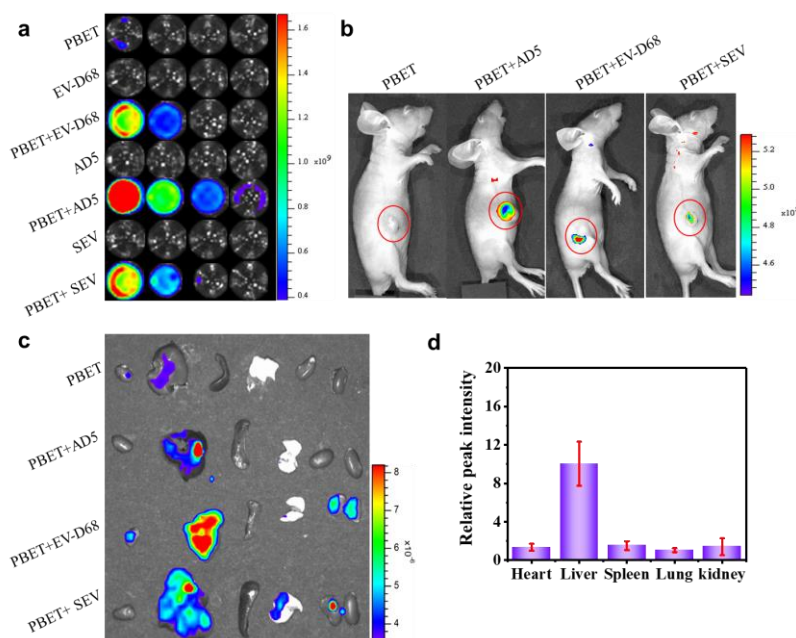 a
PBET
EV-D68
PBET+EV-D68
AD5
PBET+AD5
SEV
PBET+ SEV
1.6
1.4
1.2
1.0
0.8
0.6
0.4
×10⁹
b
PBET
PBET+AD5
PBET+EV-D68
PBET+SEV
5.2
5.0
4.8
4.6
c
PBET
PBET+AD5
PBET+EV-D68
PBET+ SEV
8
7
6
5
4
d
Relative peak intensity
20
16
12
8
4
0
Heart Liver Spleen Lung kidney